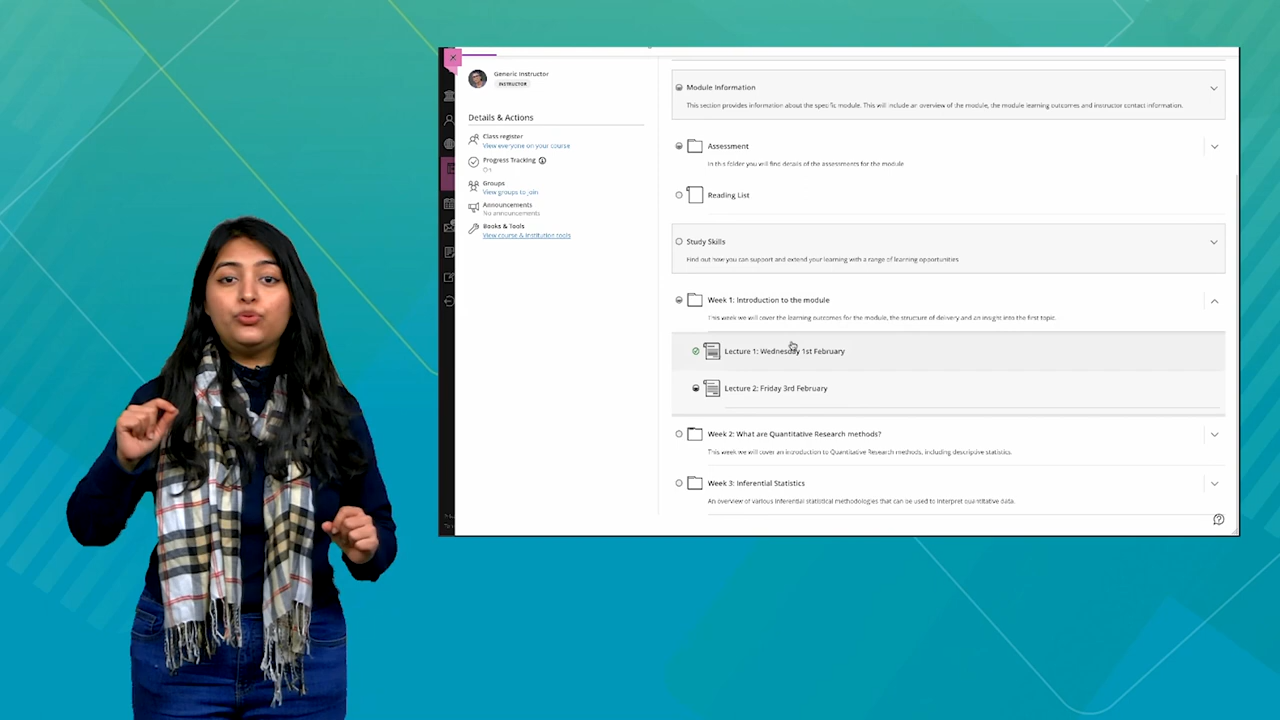 Generic Instructor
INSTRUCTOR
Details & Actions
Class register
View everyone on your course
Progress Tracking
On
Groups
View groups to join
Announcements
No announcements
Books & Tools
View course & institution tools
Module Information
This section provides information about the specific module. This will include an overview of the module, the module learning outcomes and instructor contact information.
Assessment
In this folder you will find details of the assessments for the module
Reading List
Study Skills
Find out how you can support and extend your learning with a range of learning opportunities
Week 1: Introduction to the module
This week we will cover the learning outcomes for the module, the structure of delivery and an insight into the first topic.
Lecture 1: Wednesday 1st February
Lecture 2: Friday 3rd February
Week 2: What are Quantitative Research methods?
This week we will cover an introduction to Quantitative Research methods, including descriptive statistics.
Week 3: Inferential Statistics
An overview of various inferential statistical methodologies that can be used to interpret quantitative data.